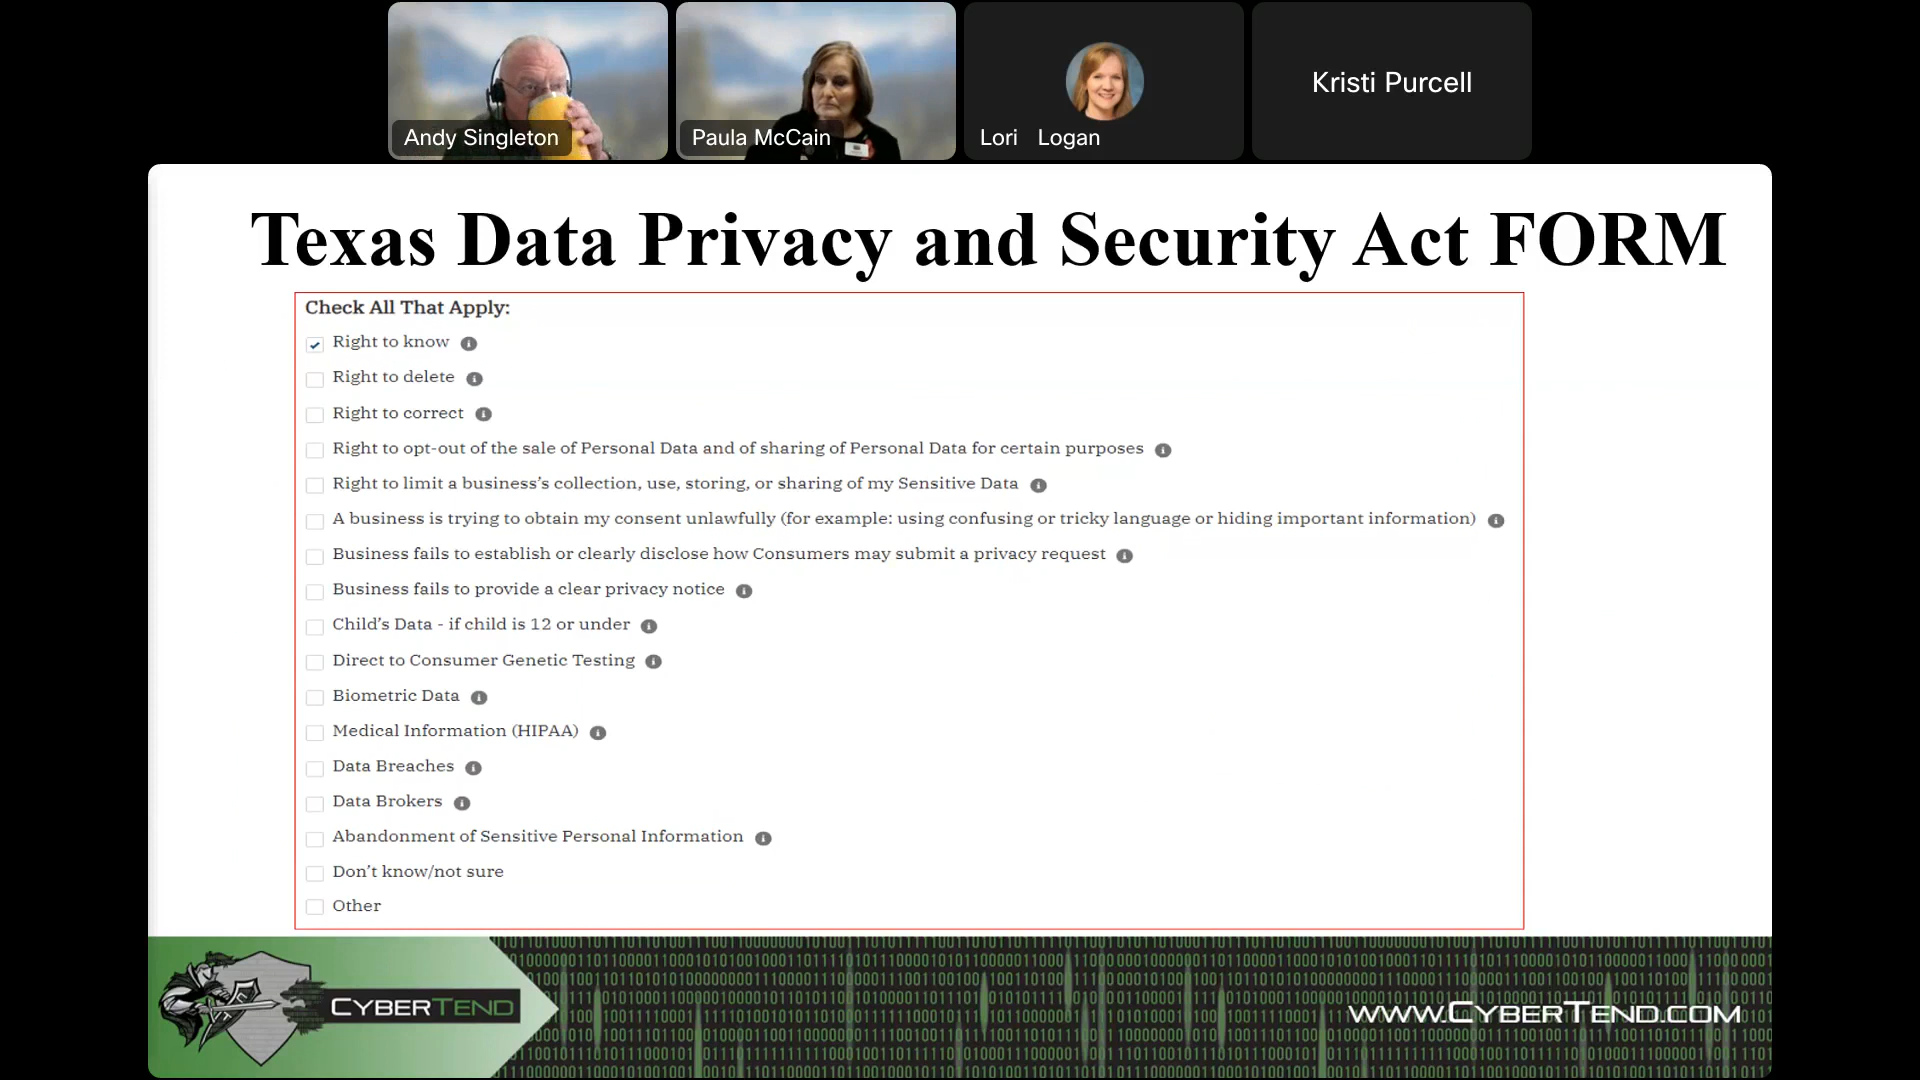 Andy Singleton
Paula McCain
Lori Logan
Kristi Purcell
Texas Data Privacy and Security Act FORM
Check All That Apply:
Right to know
Right to delete
Right to correct
Right to opt-out of the sale of Personal Data and of sharing of Personal Data for certain purposes
Right to limit a business's collection, use, storing, or sharing of my Sensitive Data
A business is trying to obtain my consent unlawfully (for example: using confusing or tricky language or hiding important information)
Business fails to establish or clearly disclose how Consumers may submit a privacy request
Business fails to provide a clear privacy notice
Child's Data - if child is 12 or under
Direct to Consumer Genetic Testing
Biometric Data
Medical Information (HIPAA)
Data Breaches
Data Brokers
Abandonment of Sensitive Personal Information
Don't know/not sure
Other
CYBERTEND
WWW.CYBERTEND.COM